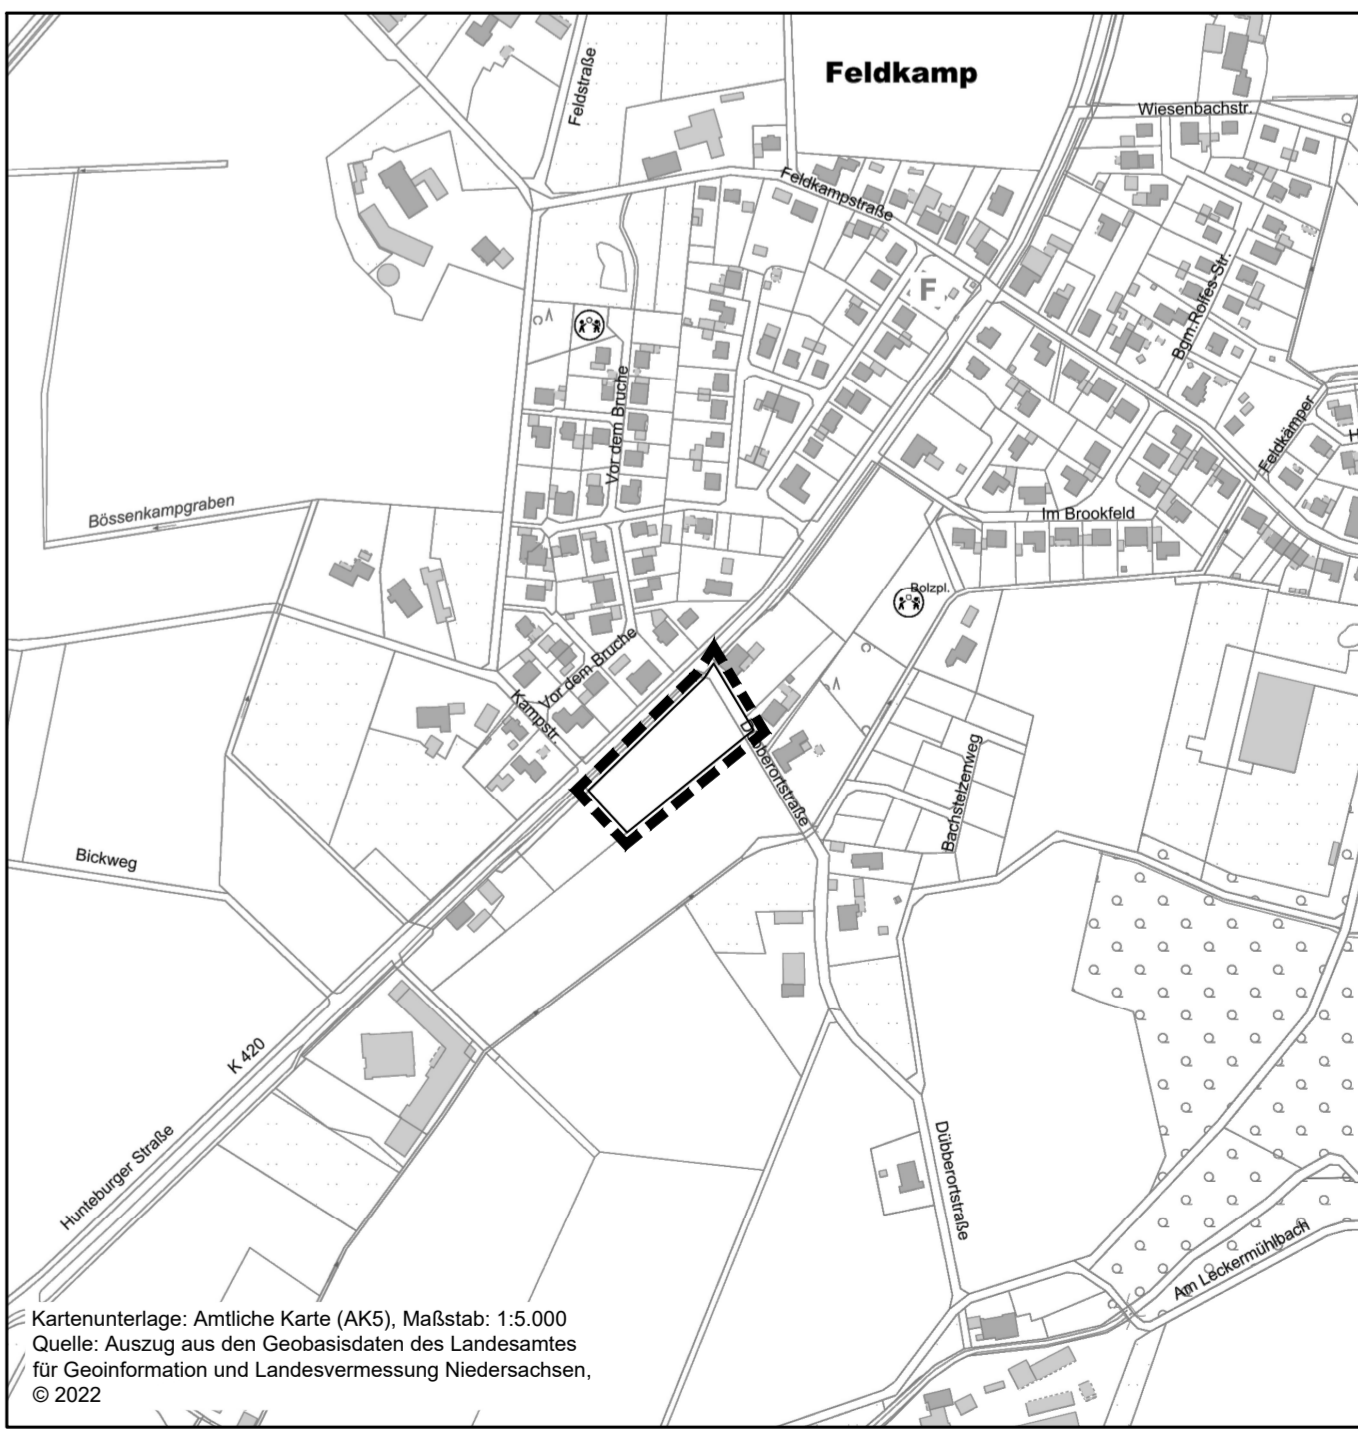 Feldkamp
Feldstraße
Wiesenbachstr.
Feldkampstraße
F
Bgm.Rolfes-Str.
Vor dem Bruche
Feldkämper
H
Bössenkampgraben
Im Brookfeld
Bolzpl.
Vor dem Bruche
Kampstr.
Dübberortstraße
Bachstelzenweg
Bickweg
K 420
Hunteburger Straße
Dübberortstraße
Am Leckermühlbach
Kartenunterlage: Amtliche Karte (AK5), Maßstab: 1:5.000
Quelle: Auszug aus den Geobasisdaten des Landesamtes
für Geoinformation und Landesvermessung Niedersachsen,
© 2022